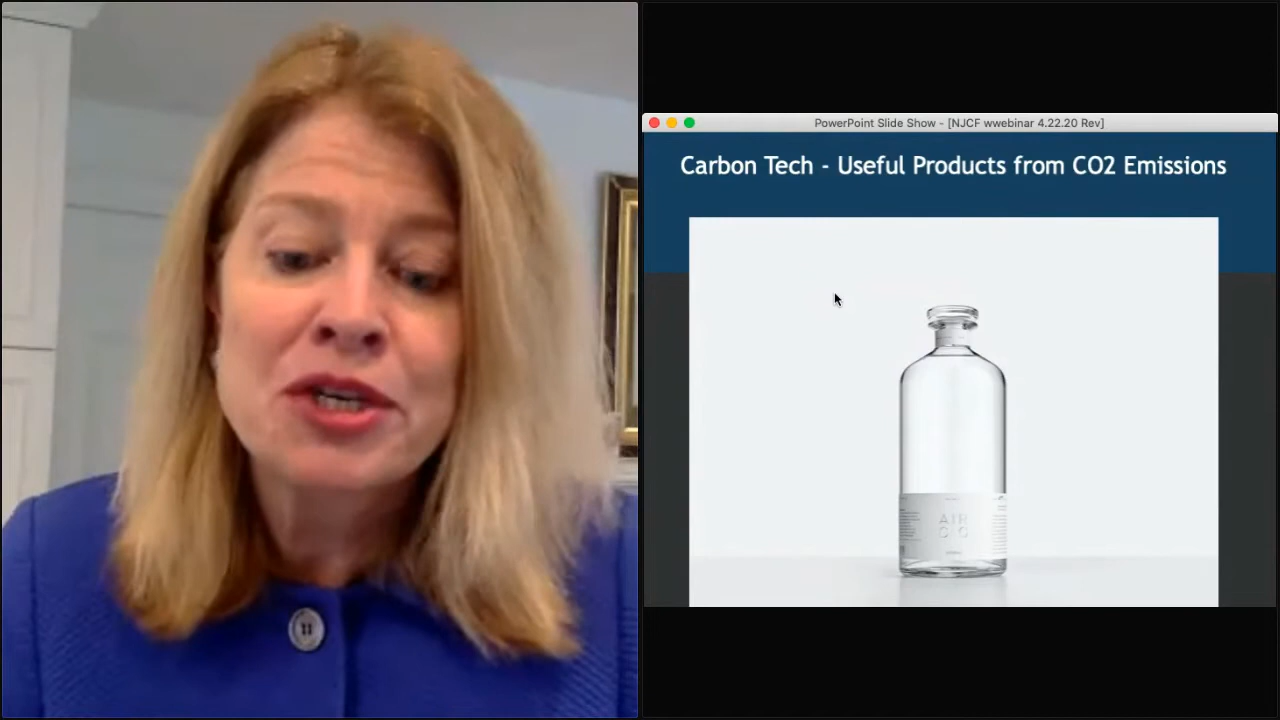 PowerPoint Slide Show - [NJCF wwebinar 4.22.20 Rev]
Carbon Tech - Useful Products from CO2 Emissions
AIR
CO